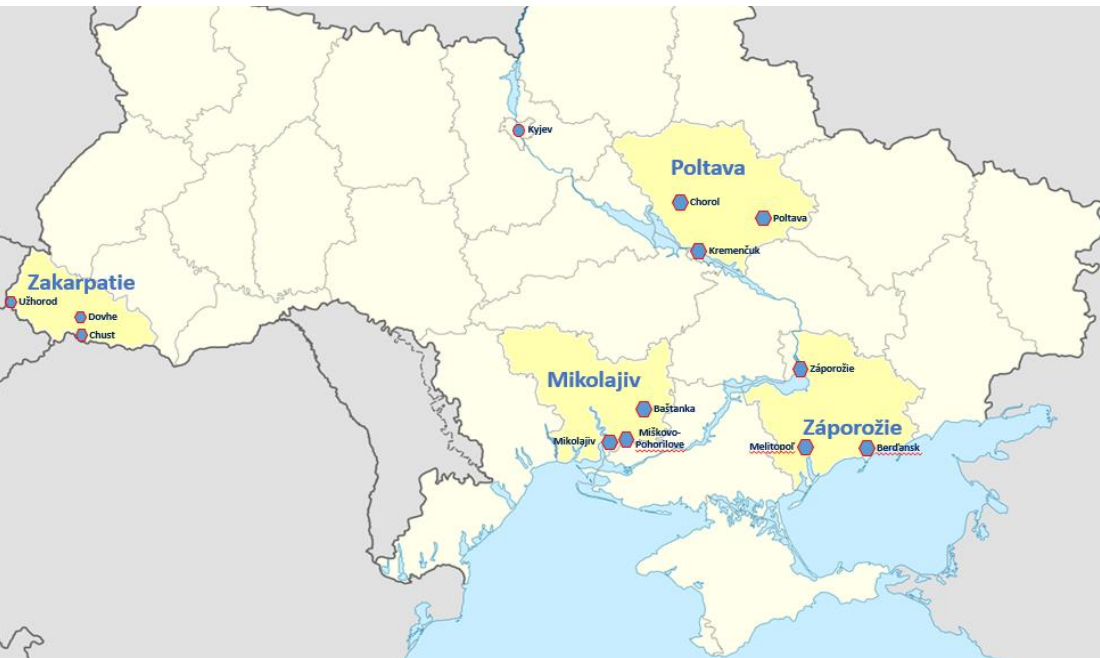 Kyjev
Poltava
Chorol
Poltava
Kremenčuk
Zakarpatie
Užhorod
Dovhe
Chust
Mikolajiv
Baštanka
Mikolajiv
Miškovo-
Pohorilove
Záporožie
Záporožie
Melitopoľ
Berďansk